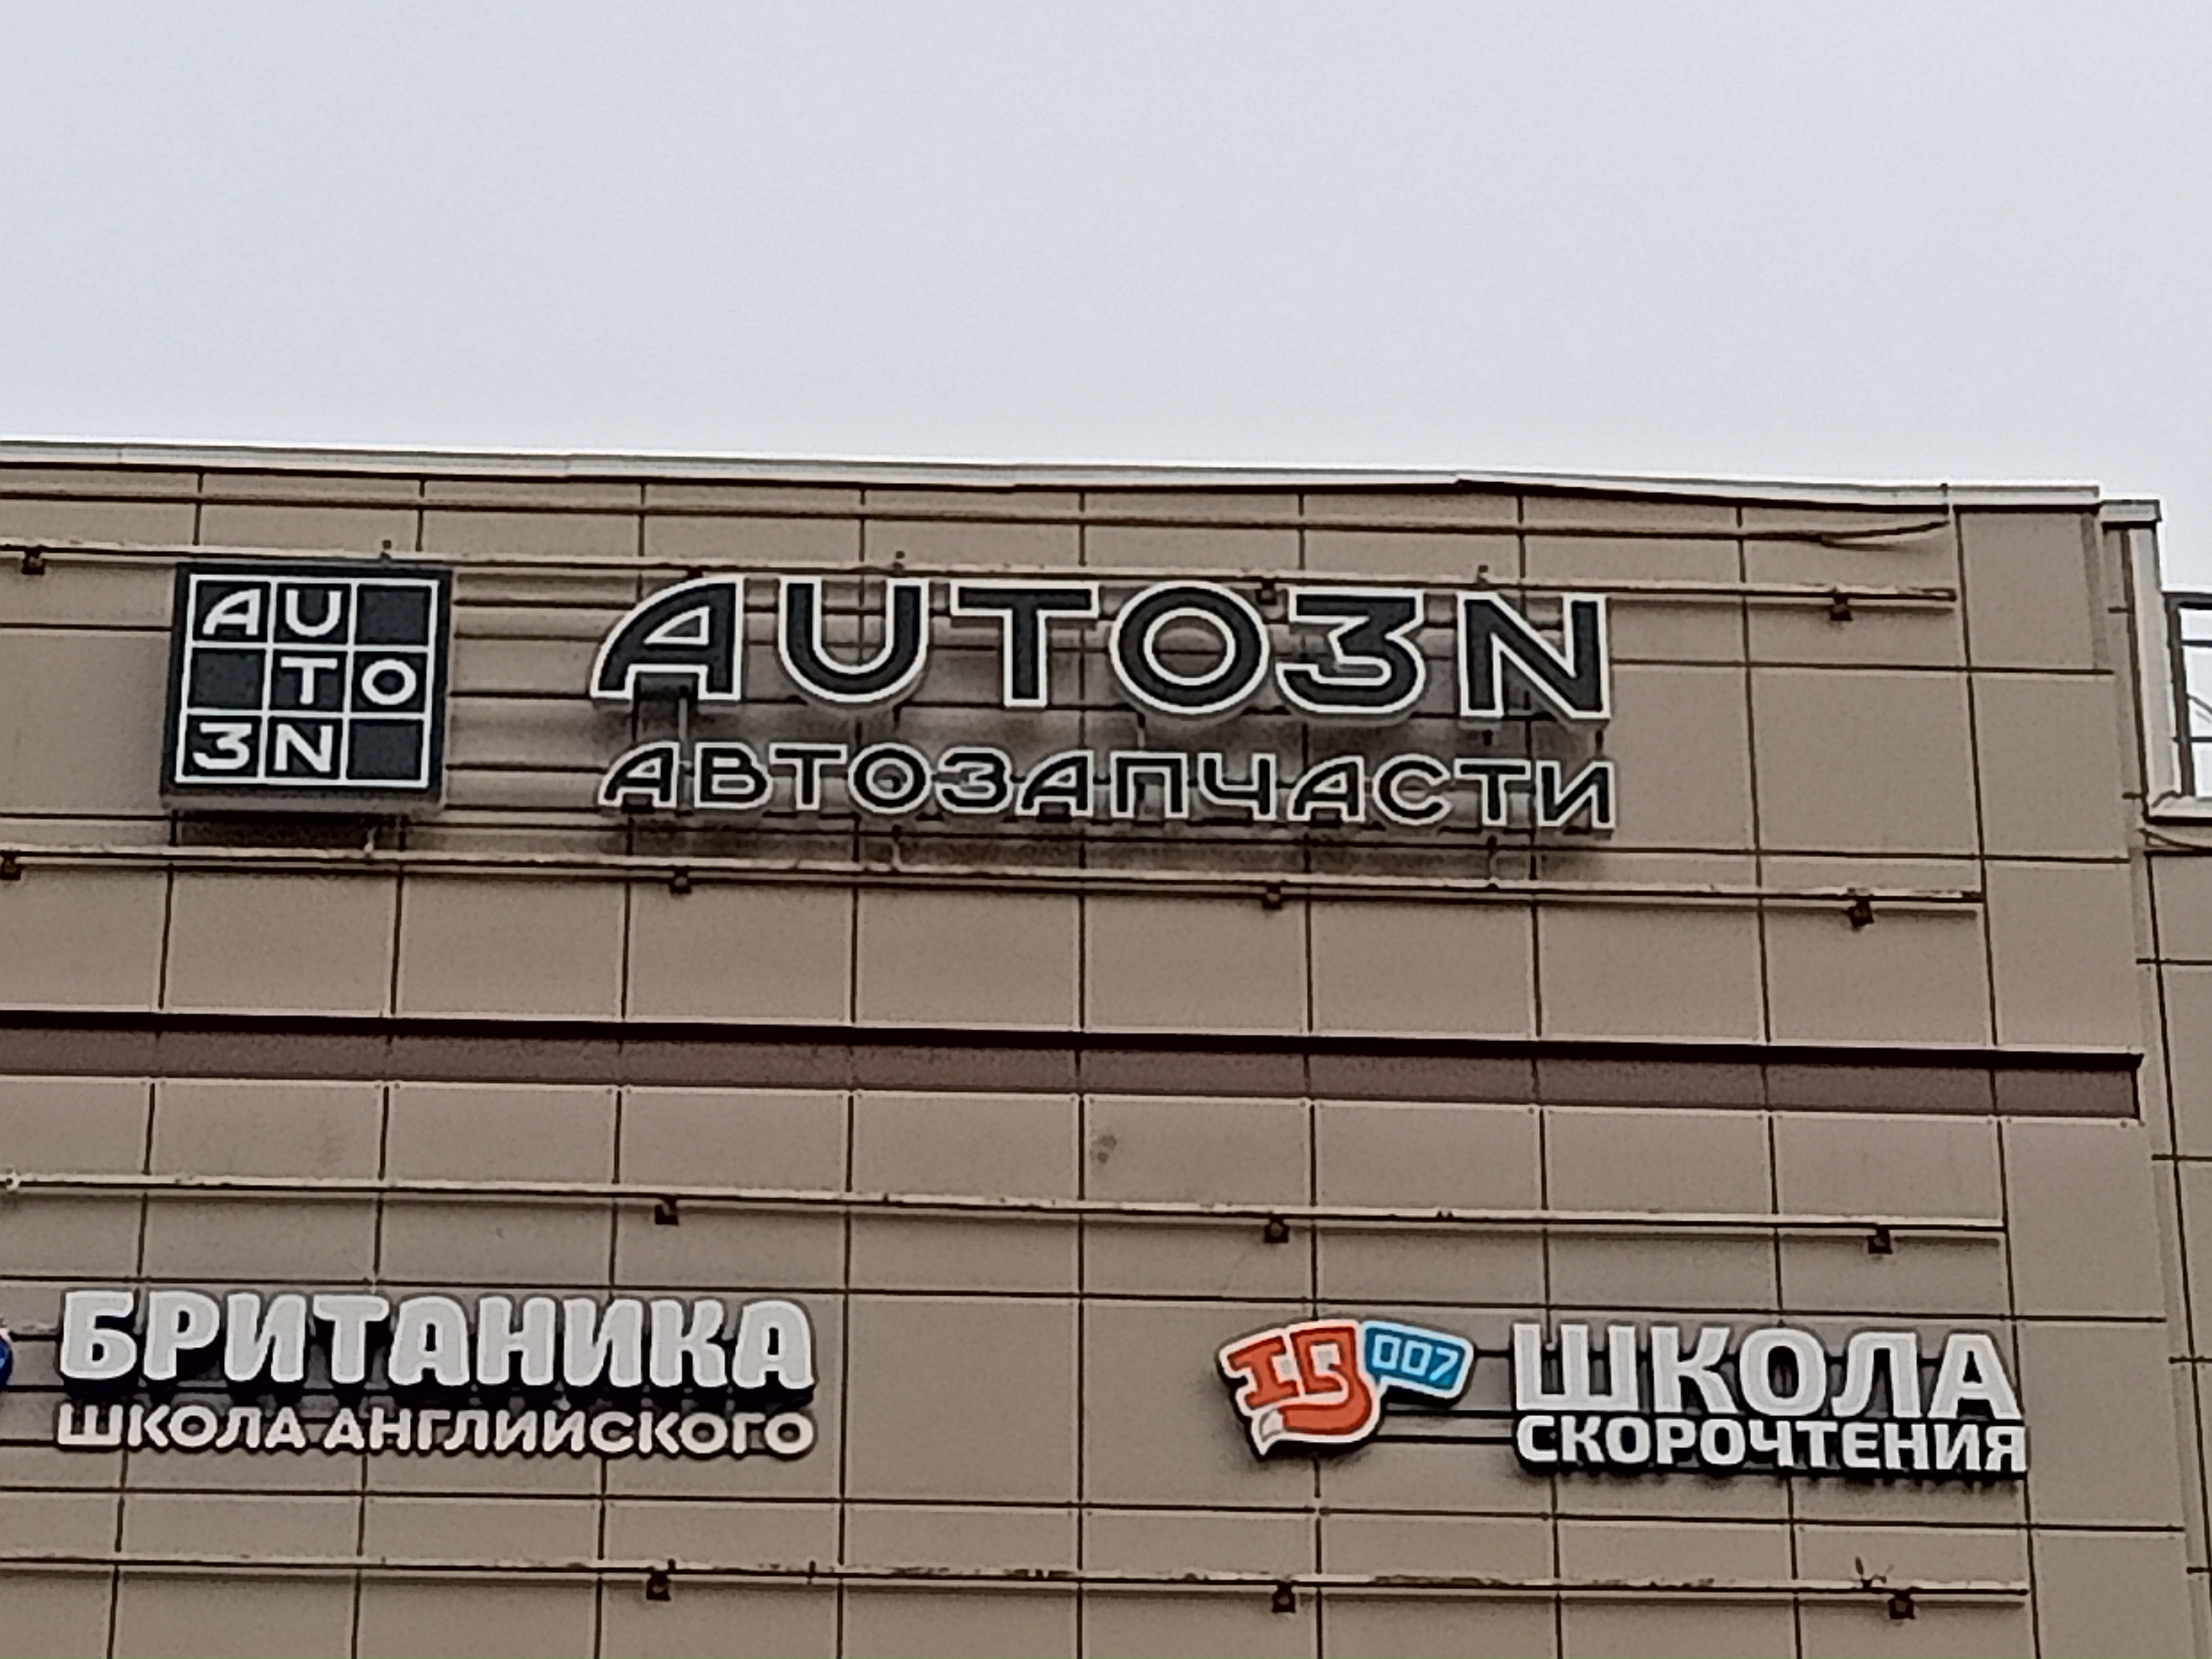 AU
TO
3N
AUTO3N
АВТОЗАПЧАСТИ
БРИТАНИКА
ШКОЛА АНГЛИЙСКОГО
IQ 007
ШКОЛА
СКОРОЧТЕНИЯ